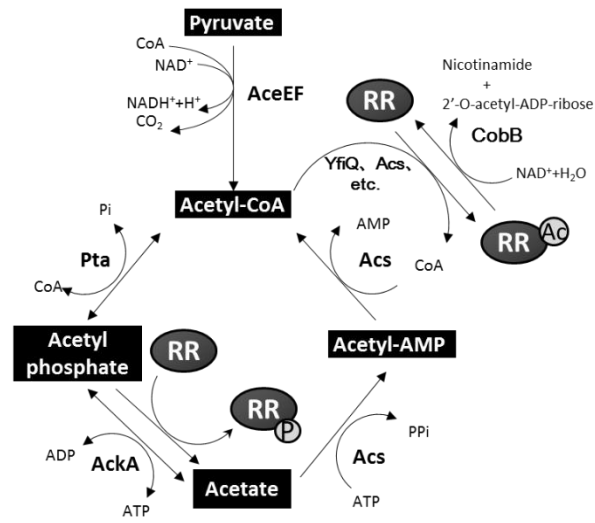 Pyruvate
CoA
NAD⁺
NADH⁺+H⁺
CO₂
AceEF
Nicotinamide
+
2'-O-acetyl-ADP-ribose
RR
CobB
NAD⁺+H₂O
YfiQ、Acs、
etc.
Acetyl-CoA
RR
Ac
Pi
Pta
CoA
AMP
Acs
CoA
Acetyl
phosphate
RR
Acetyl-AMP
RR
P
ADP
AckA
ATP
Acetate
PPi
Acs
ATP